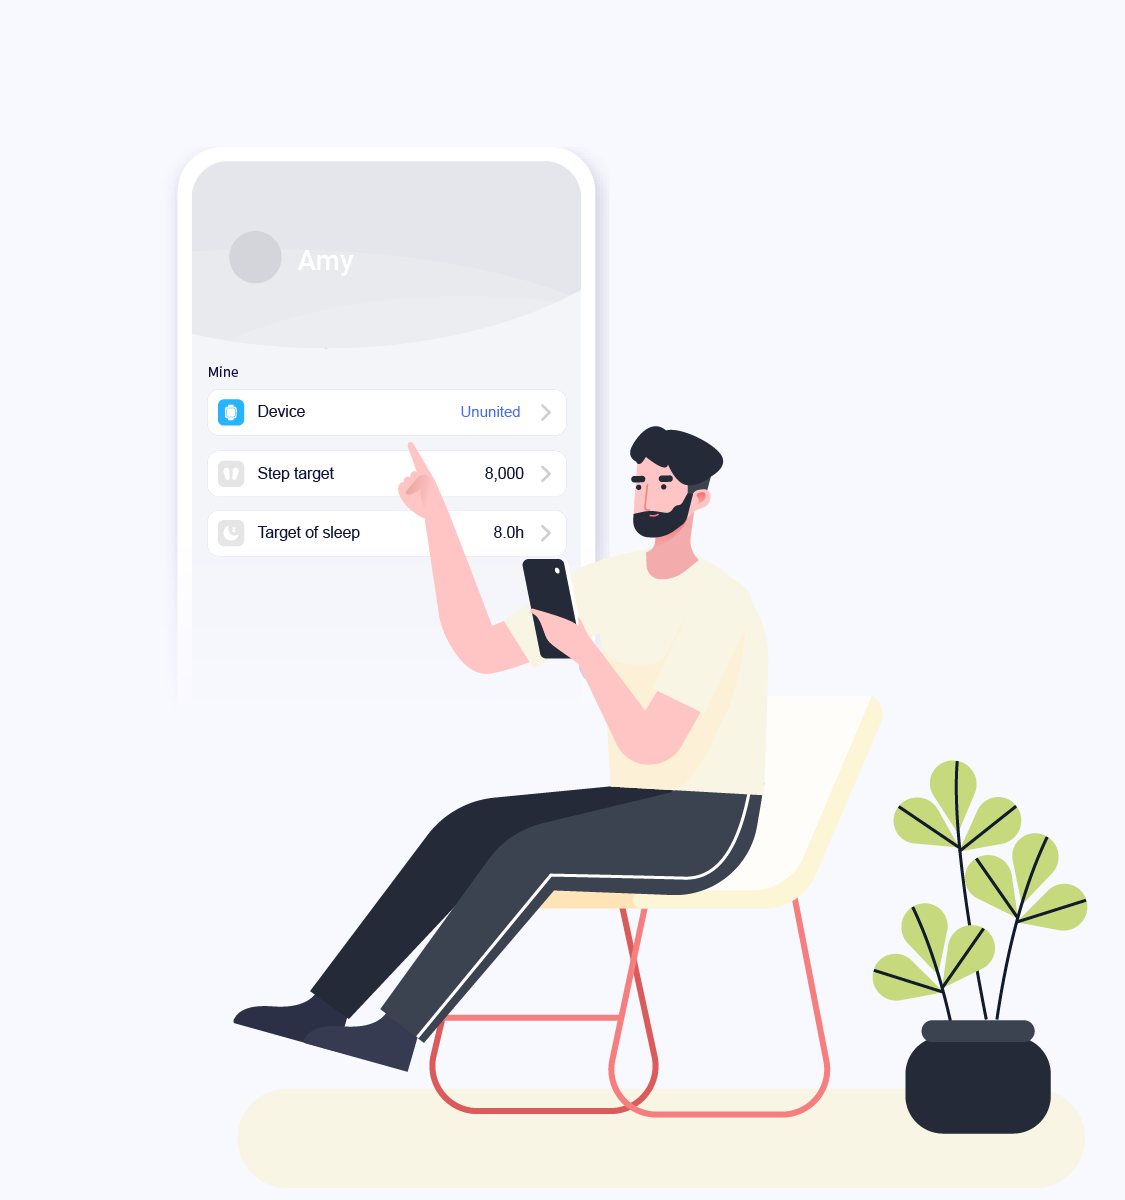 Amy
Mine
Device Ununited
Step target 8,000
Target of sleep 8.0h